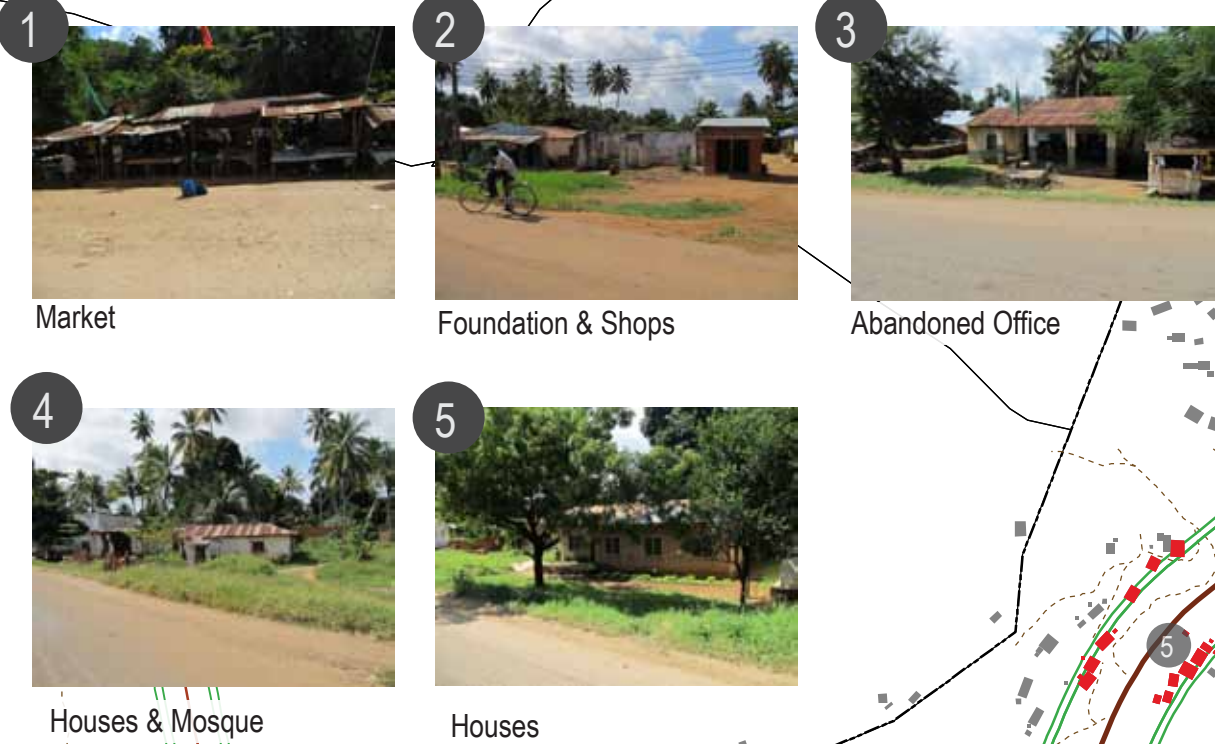 1
2
3
Market
Foundation & Shops
Abandoned Office
4
5
Houses & Mosque
Houses
5